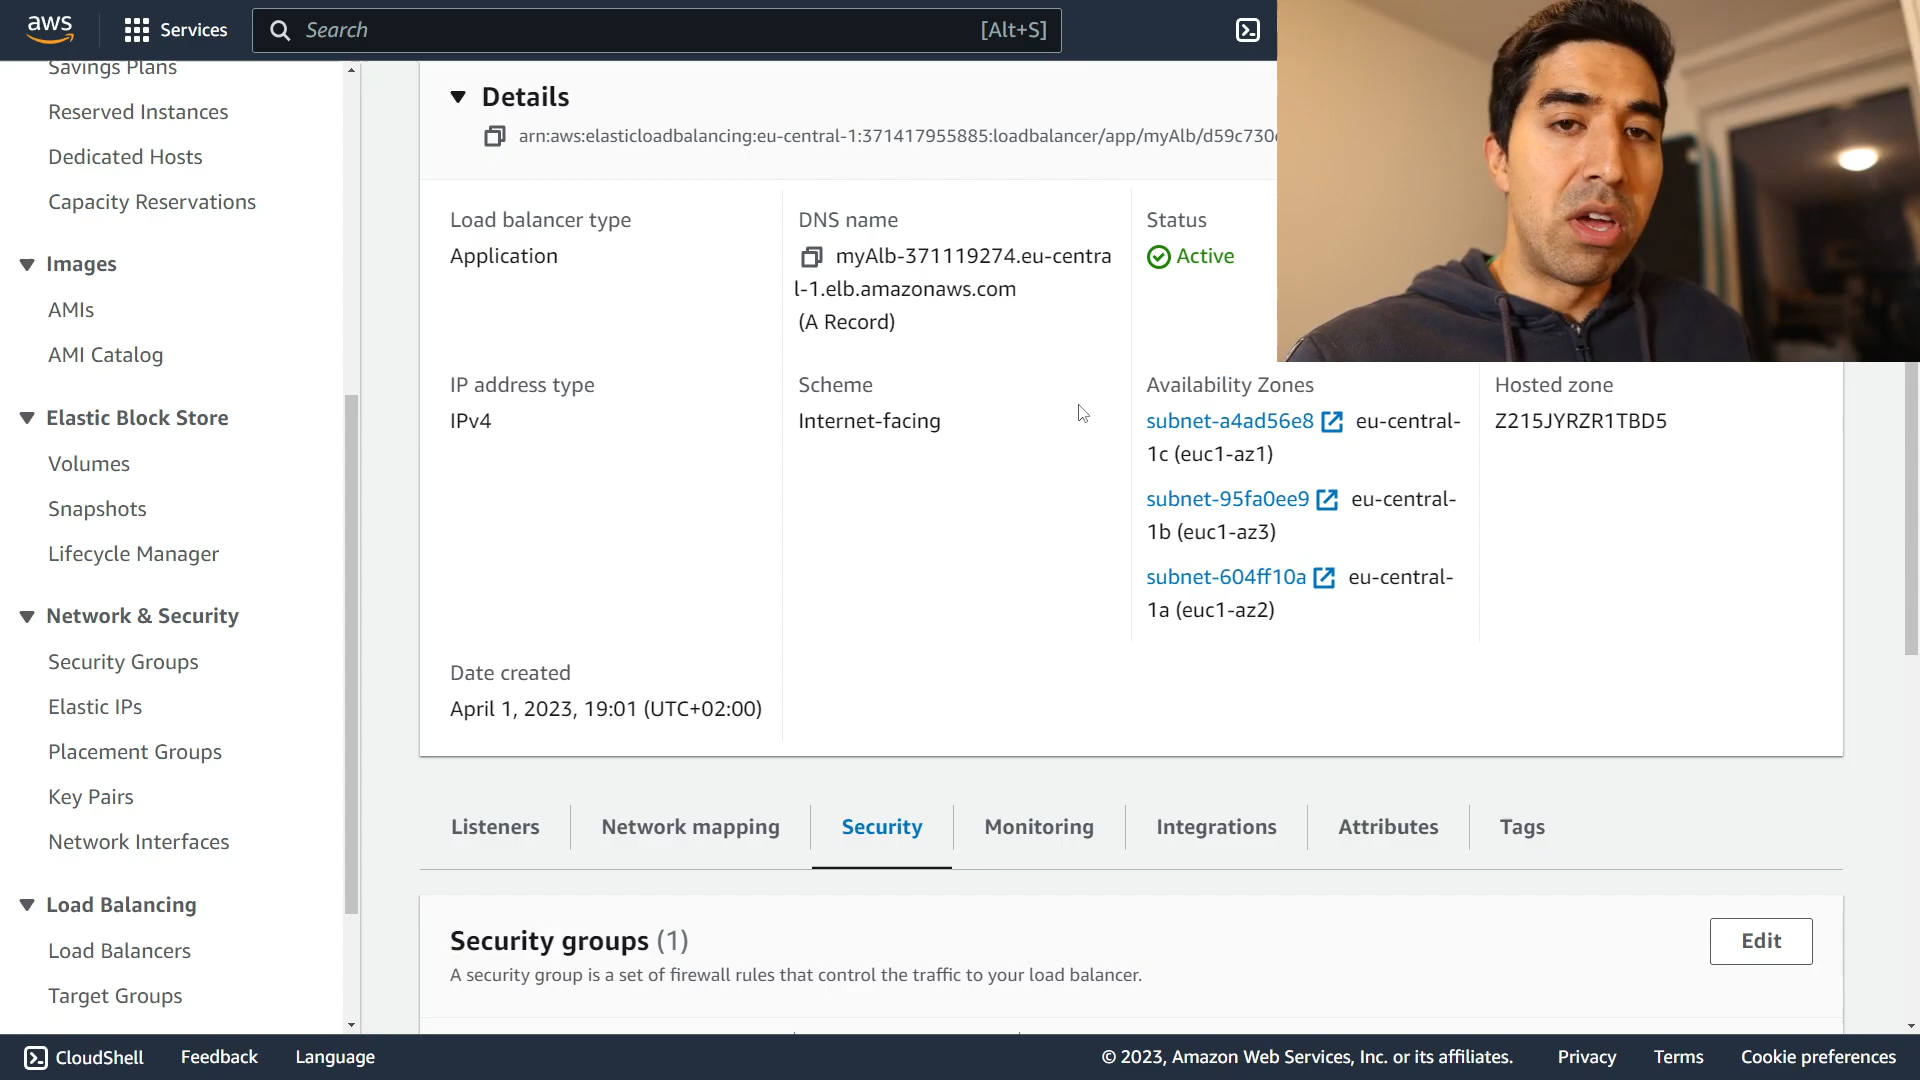 aws
Services
Search
[Alt+S]
Savings Plans
Reserved Instances
Dedicated Hosts
Capacity Reservations
Images
AMIs
AMI Catalog
Elastic Block Store
Volumes
Snapshots
Lifecycle Manager
Network & Security
Security Groups
Elastic IPs
Placement Groups
Key Pairs
Network Interfaces
Load Balancing
Load Balancers
Target Groups
Details
arn:aws:elasticloadbalancing:eu-central-1:371417955885:loadbalancer/app/myAlb/d59c730
Load balancer type
Application
DNS name
myAlb-371119274.eu-centra
l-1.elb.amazonaws.com
(A Record)
Status
Active
IP address type
IPv4
Scheme
Internet-facing
Availability Zones
subnet-a4ad56e8 eu-central-
1c (euc1-az1)
subnet-95fa0ee9 eu-central-
1b (euc1-az3)
subnet-604ff10a eu-central-
1a (euc1-az2)
Hosted zone
Z215JYRZR1TBD5
Date created
April 1, 2023, 19:01 (UTC+02:00)
Listeners
Network mapping
Security
Monitoring
Integrations
Attributes
Tags
Security groups (1)
A security group is a set of firewall rules that control the traffic to your load balancer.
Edit
CloudShell
Feedback
Language
© 2023, Amazon Web Services, Inc. or its affiliates.
Privacy
Terms
Cookie preferences